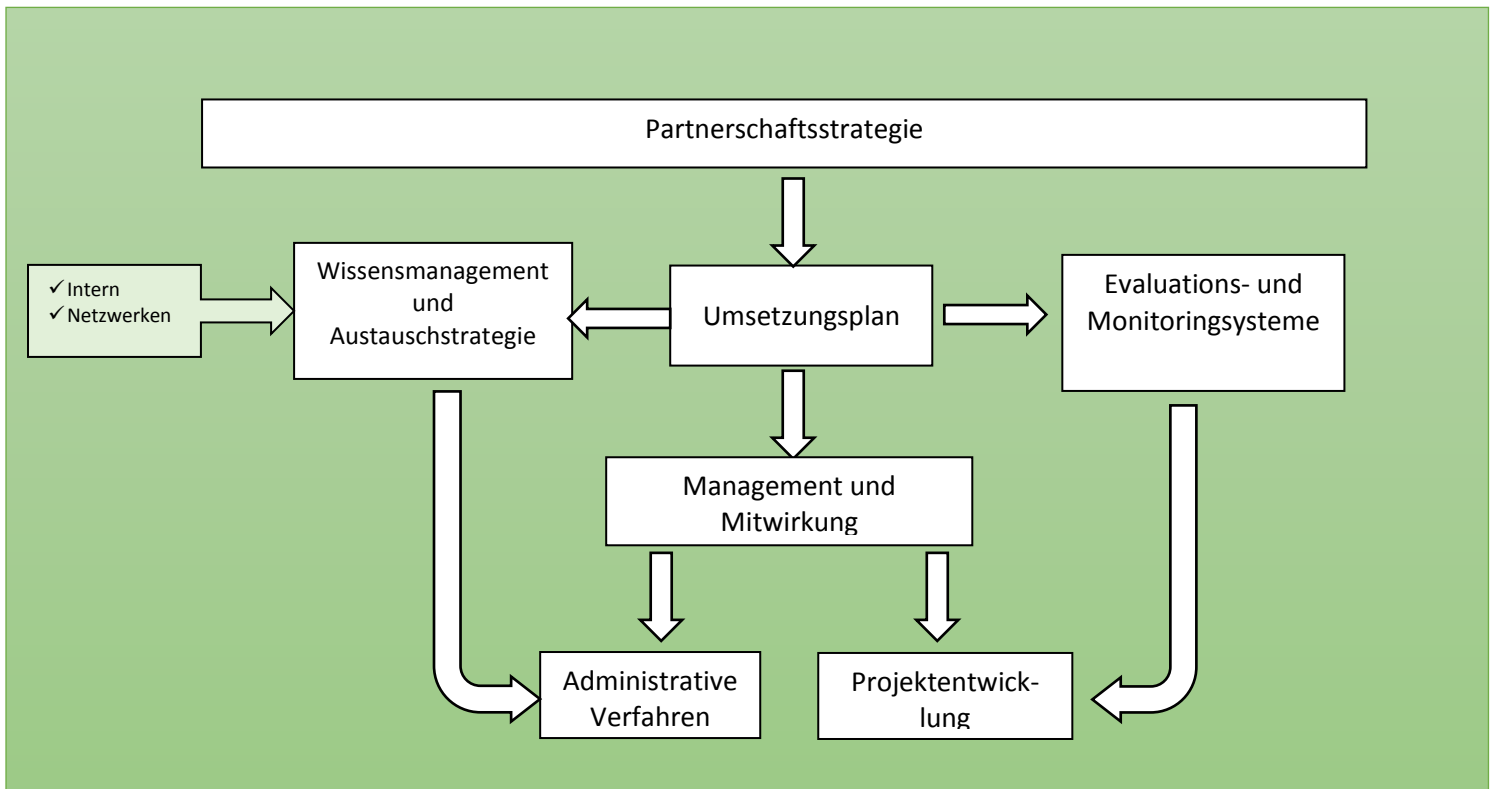 Partnerschaftsstrategie
✓ Intern
✓ Netzwerken
Wissensmanagement
und
Austauschstrategie
Umsetzungsplan
Evaluations- und
Monitoringsysteme
Management und
Mitwirkung
Administrative
Verfahren
Projektentwick-
lung